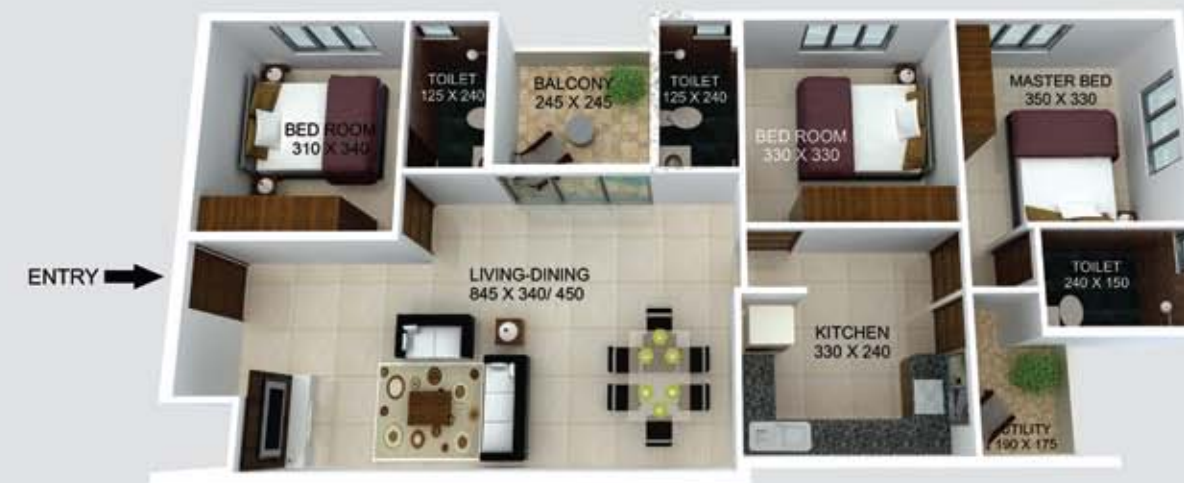 TOILET
125 X 240
BALCONY
245 X 245
TOILET
125 X 240
MASTER BED
350 X 330
BED ROOM
310 X 340
BED ROOM
330 X 330
ENTRY
LIVING-DINING
845 X 340/ 450
TOILET
240 X 150
KITCHEN
330 X 240
UTILITY
190 X 175